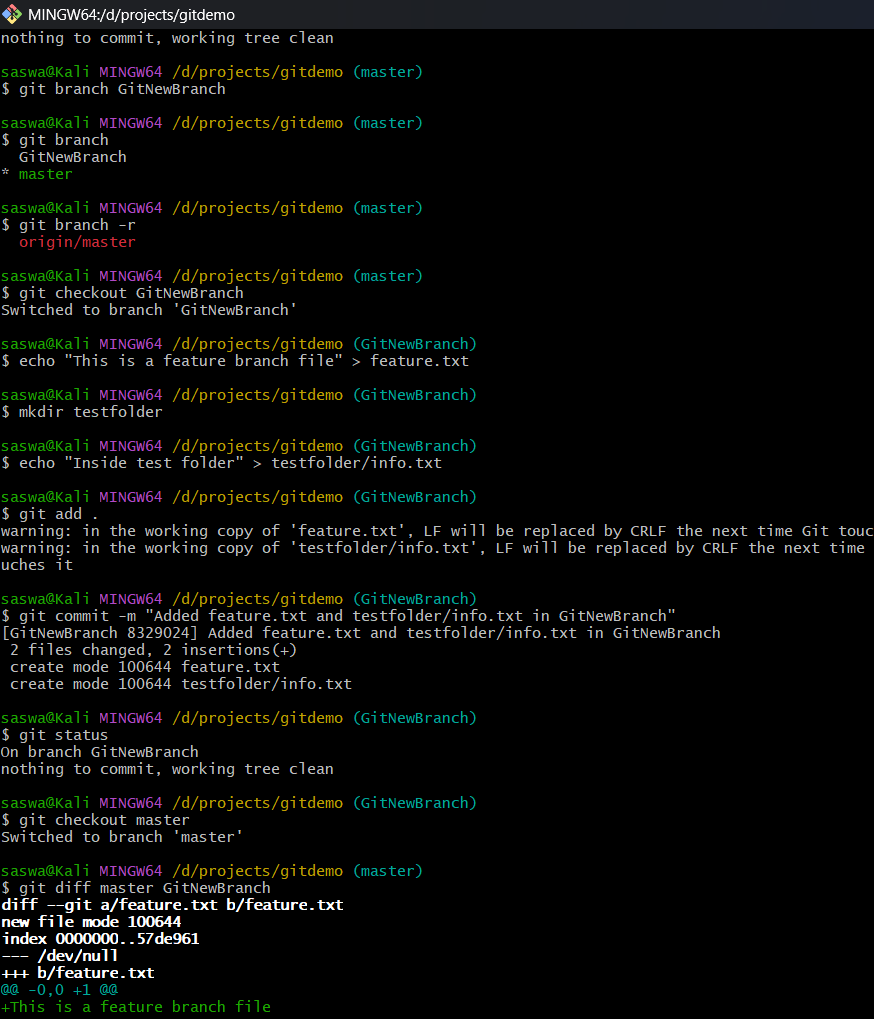 MINGW64:/d/projects/gitdemo
nothing to commit, working tree clean
saswa@Kali MINGW64 /d/projects/gitdemo (master)
$ git branch GitNewBranch
saswa@Kali MINGW64 /d/projects/gitdemo (master)
$ git branch
  GitNewBranch
* master
saswa@Kali MINGW64 /d/projects/gitdemo (master)
$ git branch -r
  origin/master
saswa@Kali MINGW64 /d/projects/gitdemo (master)
$ git checkout GitNewBranch
Switched to branch 'GitNewBranch'
saswa@Kali MINGW64 /d/projects/gitdemo (GitNewBranch)
$ echo "This is a feature branch file" > feature.txt
saswa@Kali MINGW64 /d/projects/gitdemo (GitNewBranch)
$ mkdir testfolder
saswa@Kali MINGW64 /d/projects/gitdemo (GitNewBranch)
$ echo "Inside test folder" > testfolder/info.txt
saswa@Kali MINGW64 /d/projects/gitdemo (GitNewBranch)
$ git add .
warning: in the working copy of 'feature.txt', LF will be replaced by CRLF the next time Git touc
warning: in the working copy of 'testfolder/info.txt', LF will be replaced by CRLF the next time
uches it
saswa@Kali MINGW64 /d/projects/gitdemo (GitNewBranch)
$ git commit -m "Added feature.txt and testfolder/info.txt in GitNewBranch"
[GitNewBranch 8329024] Added feature.txt and testfolder/info.txt in GitNewBranch
 2 files changed, 2 insertions(+)
 create mode 100644 feature.txt
 create mode 100644 testfolder/info.txt
saswa@Kali MINGW64 /d/projects/gitdemo (GitNewBranch)
$ git status
On branch GitNewBranch
nothing to commit, working tree clean
saswa@Kali MINGW64 /d/projects/gitdemo (GitNewBranch)
$ git checkout master
Switched to branch 'master'
saswa@Kali MINGW64 /d/projects/gitdemo (master)
$ git diff master GitNewBranch
diff --git a/feature.txt b/feature.txt
new file mode 100644
index 0000000..57de961
--- /dev/null
+++ b/feature.txt
@@ -0,0 +1 @@
+This is a feature branch file